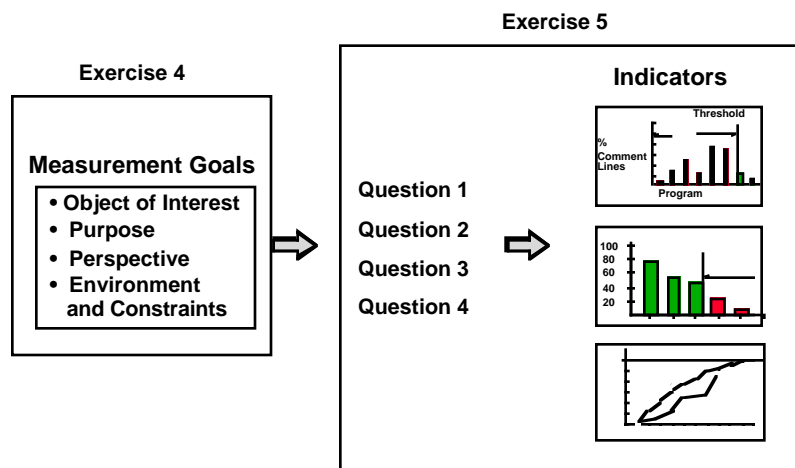 Exercise 5
Exercise 4
Measurement Goals
• Object of Interest
• Purpose
• Perspective
• Environment
and Constraints
Question 1
Question 2
Question 3
Question 4
Indicators
Threshold
%
Comment
Lines
Program
100
80
60
40
20